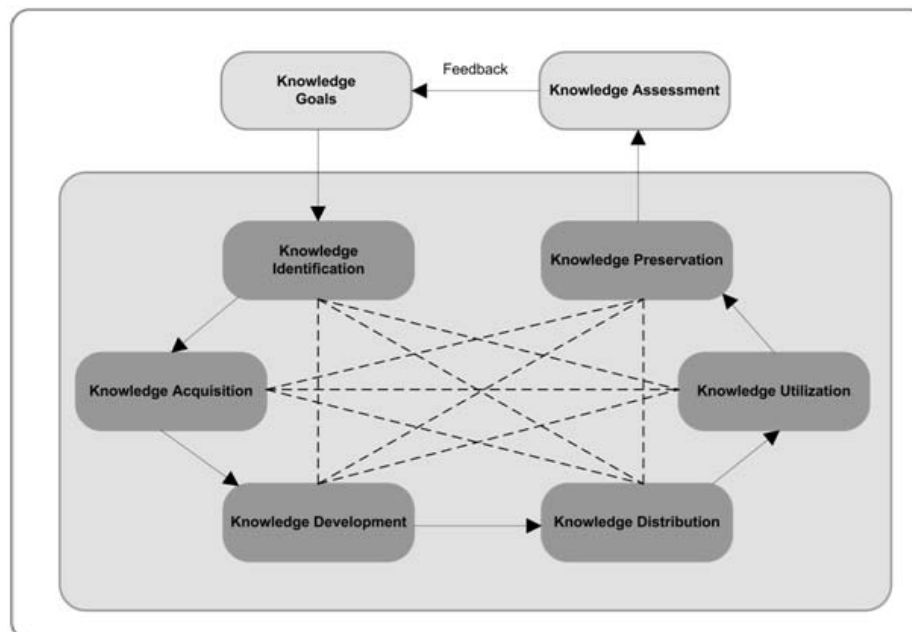 Knowledge
Goals
Feedback
Knowledge Assessment
Knowledge
Identification
Knowledge Preservation
Knowledge Acquisition
Knowledge Utilization
Knowledge Development
Knowledge Distribution